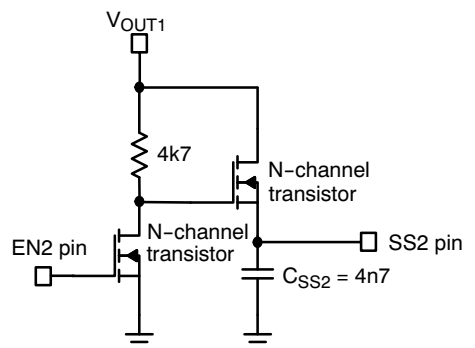 VOUT1
4k7
N−channel
transistor
N−channel
transistor
EN2 pin
SS2 pin
CSS2 = 4n7